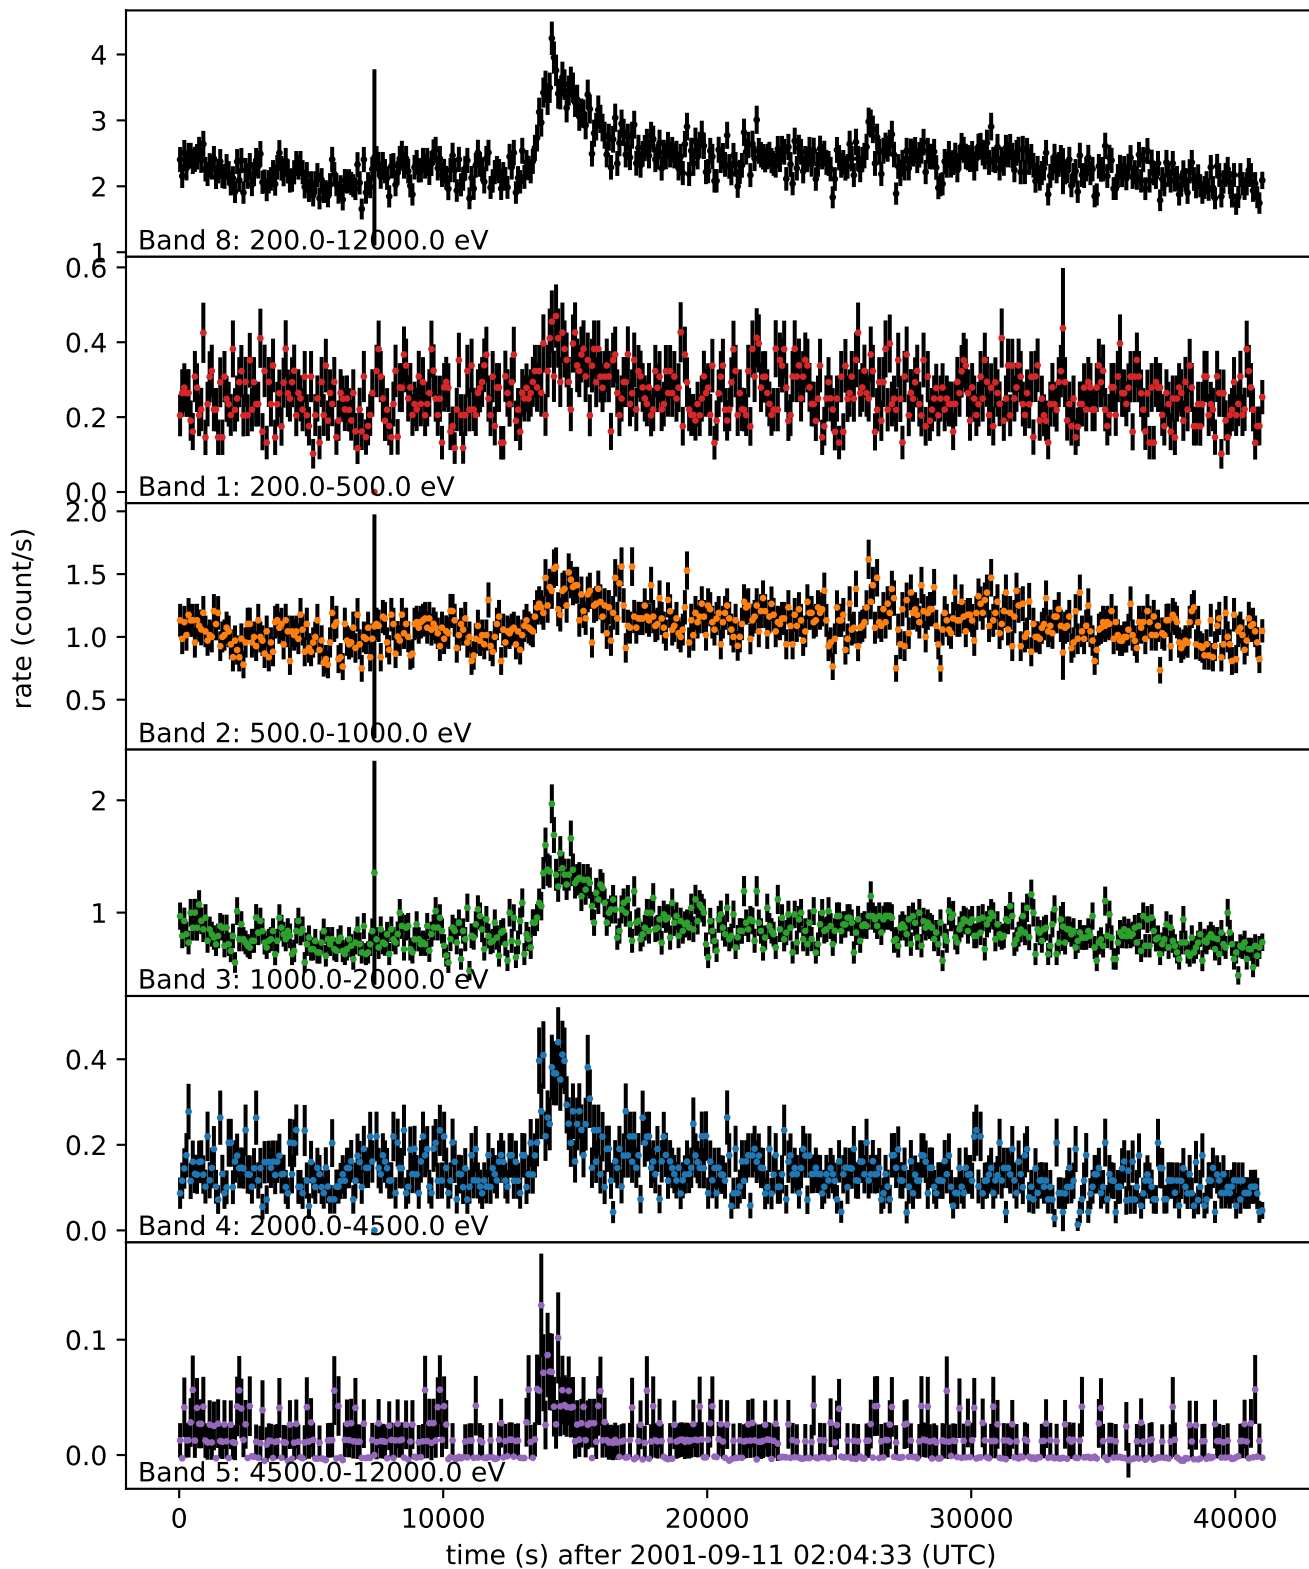 4
3
2
1
Band 8: 200.0-12000.0 eV
0.6
0.4
0.2
0.0
Band 1: 200.0-500.0 eV
2.0
1.5
1.0
0.5
Band 2: 500.0-1000.0 eV
rate (count/s)
2
1
Band 3: 1000.0-2000.0 eV
0.4
0.2
0.0
Band 4: 2000.0-4500.0 eV
0.1
0.0
Band 5: 4500.0-12000.0 eV
0 10000 20000 30000 40000
time (s) after 2001-09-11 02:04:33 (UTC)